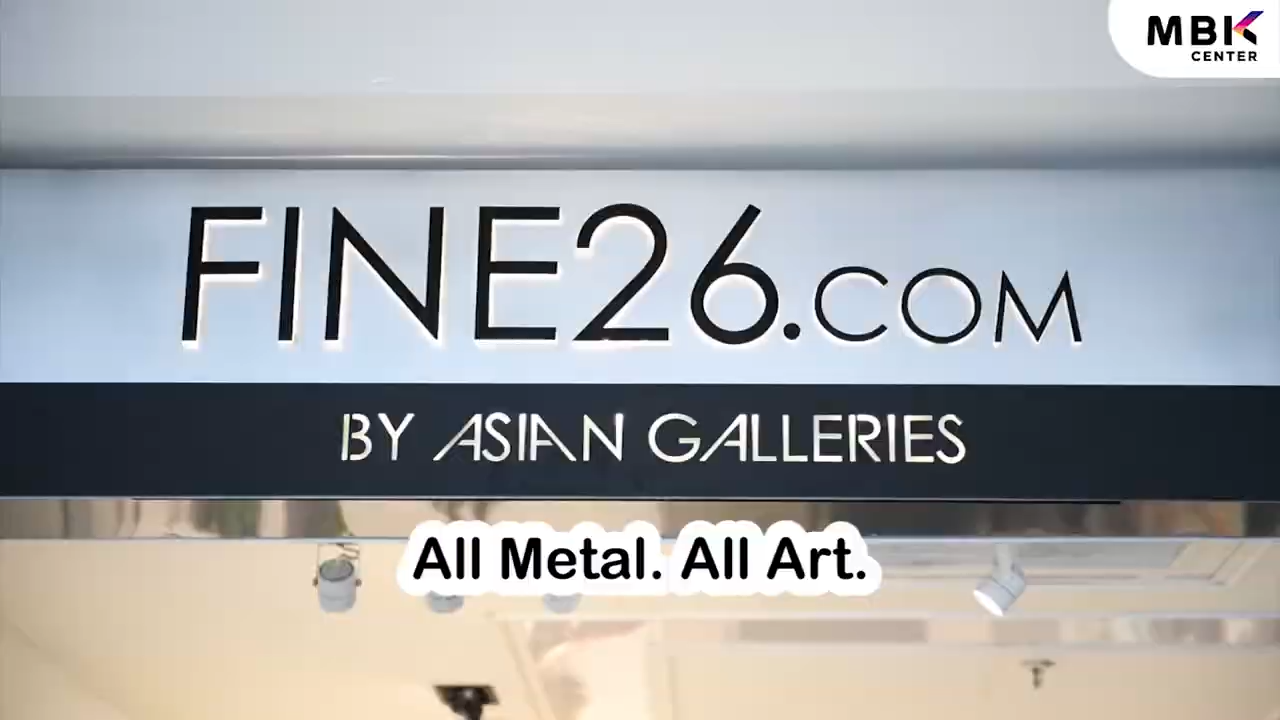 MBK
CENTER
FINE26.COM
BY ASIAN GALLERIES
All Metal. All Art.